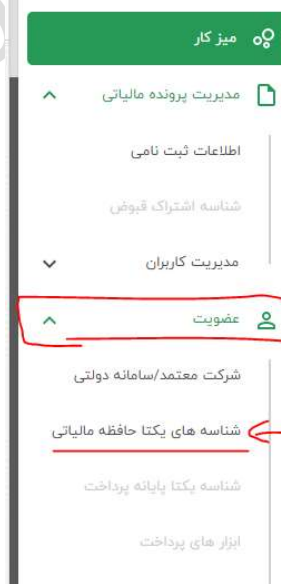 میز کار
مدیریت پرونده مالیاتی
اطلاعات ثبت نامی
شناسه اشتراک قبوض
مدیریت کاربران
عضویت
شرکت معتمد/سامانه دولتی
شناسه های یکتا حافظه مالیاتی
شناسه یکتا پایانه پرداخت
ابزار های پرداخت